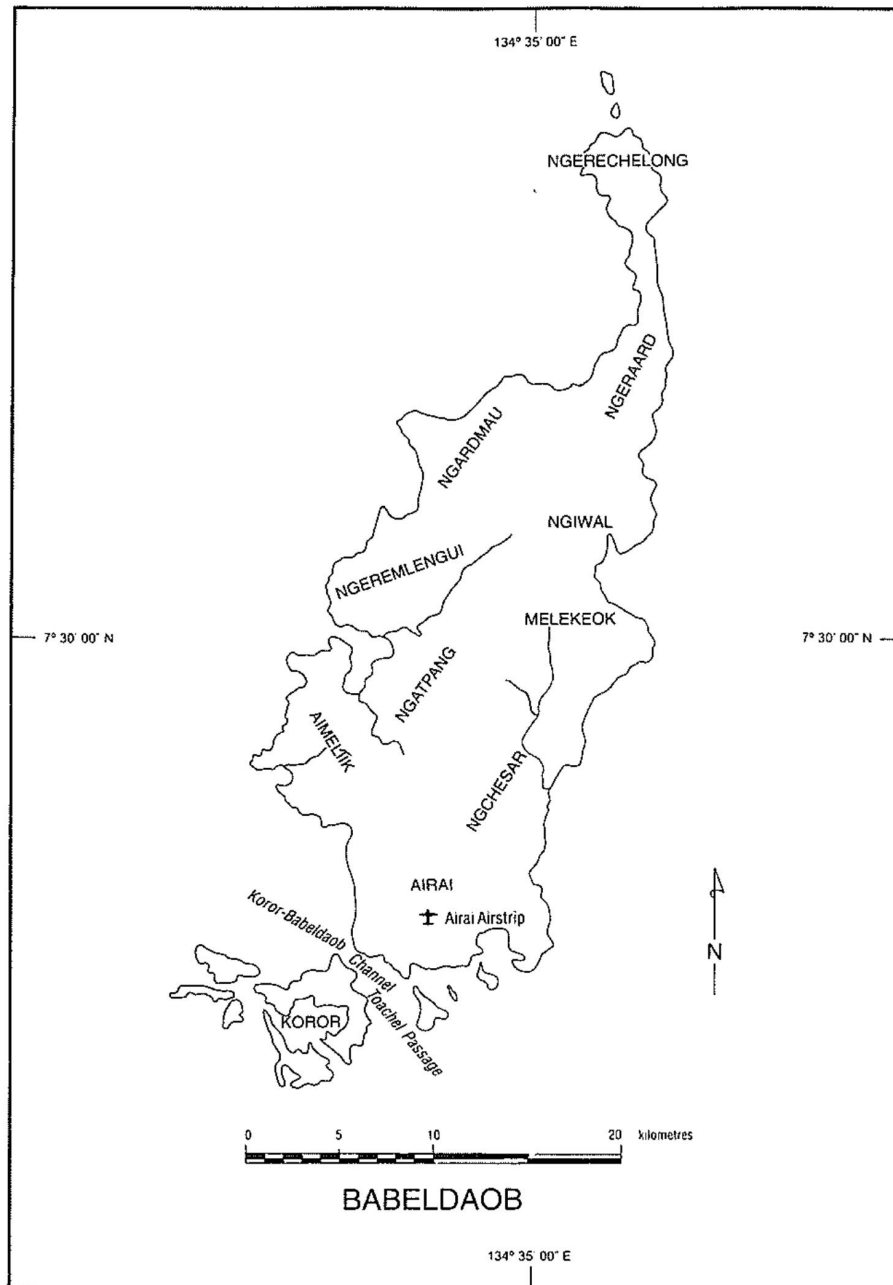 134° 35' 00" E
NGERECHELONG
NGERAARD
NGARDMAU
NGIWAL
NGEREMLENGUI
MELEKEOK
7° 30' 00" N
7° 30' 00" N
NGATPANG
AIMELTIK
NGCHESAR
AIRAI
Airai Airstrip
Koror-Babeldaob Channel
Toachel Passage
N
KOROR
0 5 10 20 kilometres
BABELDAOB
134° 35' 00" E